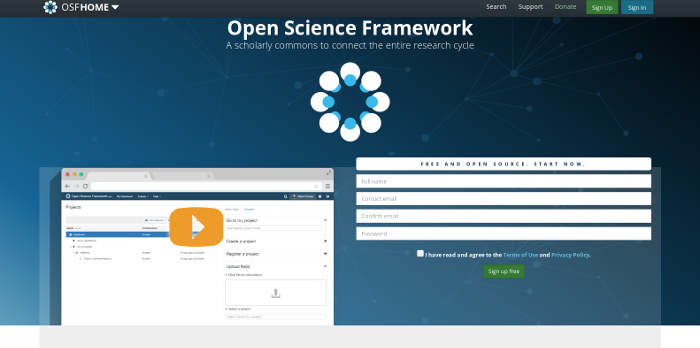 OSFHOME
Search
Support
Donate
Sign Up
Sign In
Open Science Framework
A scholarly commons to connect the entire research cycle
FREE AND OPEN SOURCE. START NOW.
Full name
Contact email
Confirm email
Password
I have read and agree to the Terms of Use and Privacy Policy.
Sign up free
Open Science Framework
Projects
Go to my project
Create a project
Register a project
Upload file(s)